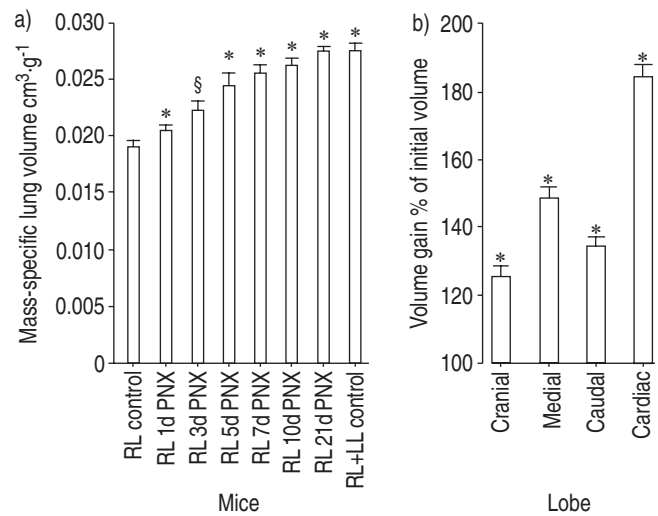 a)
Mass-specific lung volume cm³·g⁻¹
0.030
0.025
0.020
0.015
0.010
0.005
0
*
§
*
*
*
*
*
RL control
RL 1d PNX
RL 3d PNX
RL 5d PNX
RL 7d PNX
RL 10d PNX
RL 21d PNX
RL+LL control
Mice
b)
Volume gain % of initial volume
200
180
160
140
120
100
*
*
*
*
Cranial
Medial
Caudal
Cardiac
Lobe